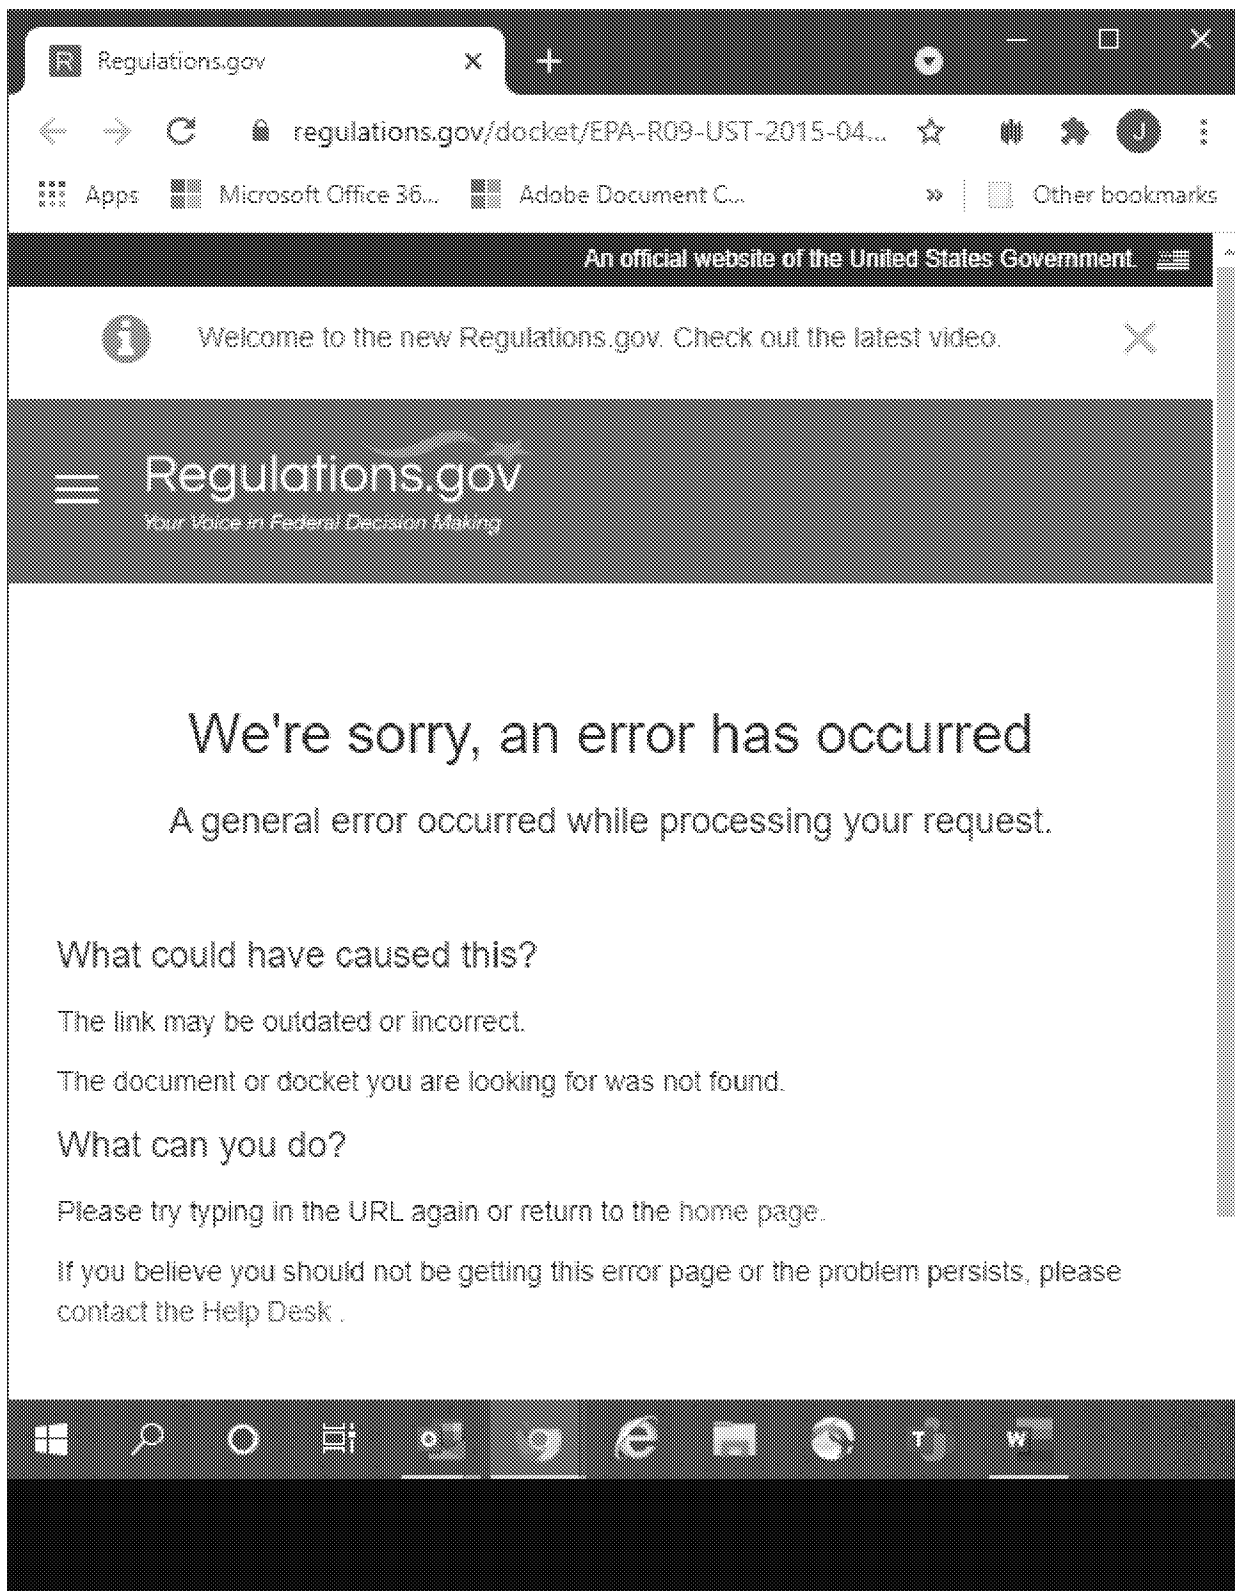 R Regulations.gov
regulations.gov/docket/EPA-R09-UST-2015-04...
J
Apps Microsoft Office 36... Adobe Document C... » Other bookmarks
An official website of the United States Government.
Welcome to the new Regulations.gov. Check out the latest video.
Regulations.gov
Your Voice in Federal Decision Making
We're sorry, an error has occurred
A general error occurred while processing your request.
What could have caused this?
The link may be outdated or incorrect.
The document or docket you are looking for was not found.
What can you do?
Please try typing in the URL again or return to the home page.
If you believe you should not be getting this error page or the problem persists, please
contact the Help Desk .